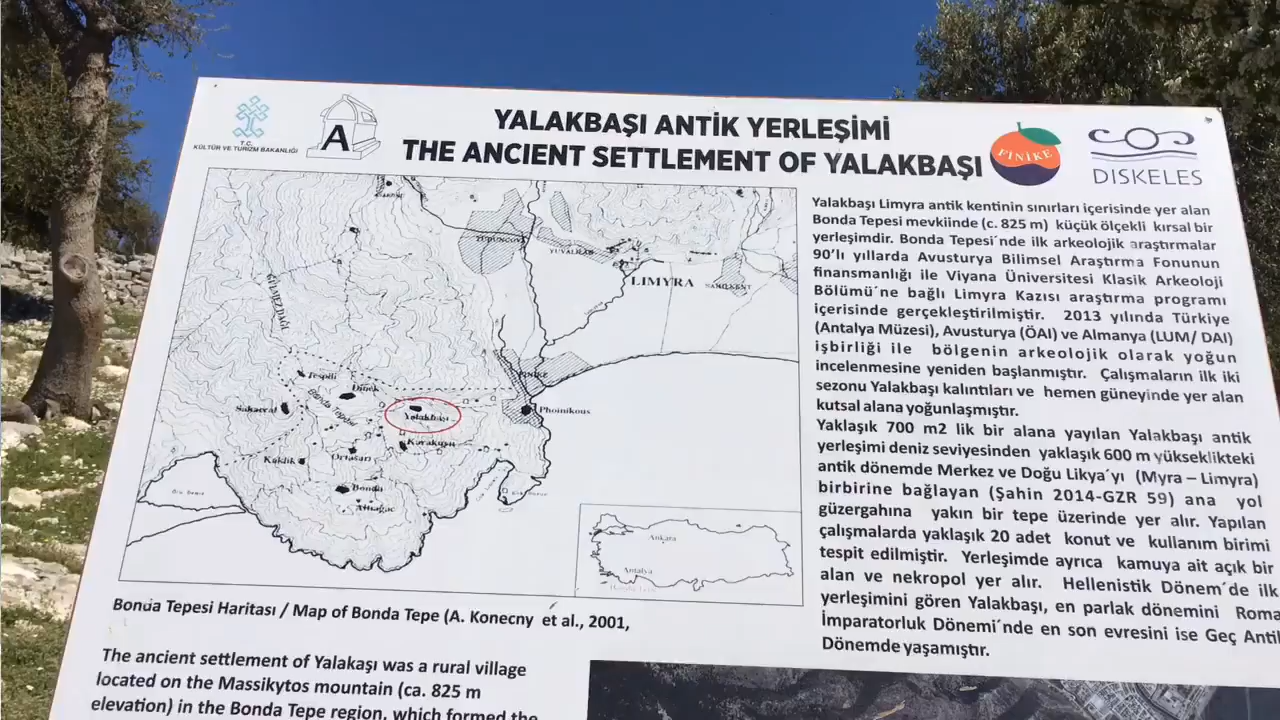 T.C.
KÜLTÜR VE TURİZM BAKANLIĞI
A
YALAKBAŞI ANTİK YERLEŞİMİ
THE ANCIENT SETTLEMENT OF YALAKBAŞI
FİNİKE
DISKELES
YUVALILAR
LIMYRA
GÜLMEZDAĞI
FINIKE
Tespili
Dinek
Bonda Tepeleri
Yalakbaşı
Phoinikous
Karakuyu
Kaklık
Ortasarı
Bonda
Ankara
Antalya
Bonda Tepesi Haritası / Map of Bonda Tepe (A. Konecny et al., 2001,
The ancient settlement of Yalakaşı was a rural village
located on the Massikytos mountain (ca. 825 m
elevation) in the Bonda Tepe region, which formed the
Yalakbaşı Limyra antik kentinin sınırları içerisinde yer alan
Bonda Tepesi mevkiinde (c. 825 m) küçük ölçekli kırsal bir
yerleşimdir. Bonda Tepesi´nde ilk arkeolojik araştırmalar
90’lı yıllarda Avusturya Bilimsel Araştırma Fonunun
finansmanlığı ile Viyana Üniversitesi Klasik Arkeoloji
Bölümü´ne bağlı Limyra Kazısı araştırma programı
içerisinde gerçekleştirilmiştir. 2013 yılında Türkiye
(Antalya Müzesi), Avusturya (ÖAI) ve Almanya (LUM/ DAI)
işbirliği ile bölgenin arkeolojik olarak yoğun
incelenmesine yeniden başlanmıştır. Çalışmaların ilk iki
sezonu Yalakbaşı kalıntıları ve hemen güneyinde yer alan
kutsal alana yoğunlaşmıştır.
Yaklaşık 700 m2 lik bir alana yayılan Yalakbaşı antik
yerleşimi deniz seviyesinden yaklaşık 600 m yükseklikteki
antik dönemde Merkez ve Doğu Likya´yı (Myra – Limyra)
birbirine bağlayan (Şahin 2014-GZR 59) ana yol
güzergahına yakın bir tepe üzerinde yer alır. Yapılan
çalışmalarda yaklaşık 20 adet konut ve kullanım birimi
tespit edilmiştir. Yerleşimde ayrıca kamuya ait açık bir
alan ve nekropol yer alır. Hellenistik Dönem´de ilk
yerleşimini gören Yalakbaşı, en parlak dönemini Roma
İmparatorluk Dönemi´nde en son evresini ise Geç Antik
Dönemde yaşamıştır.